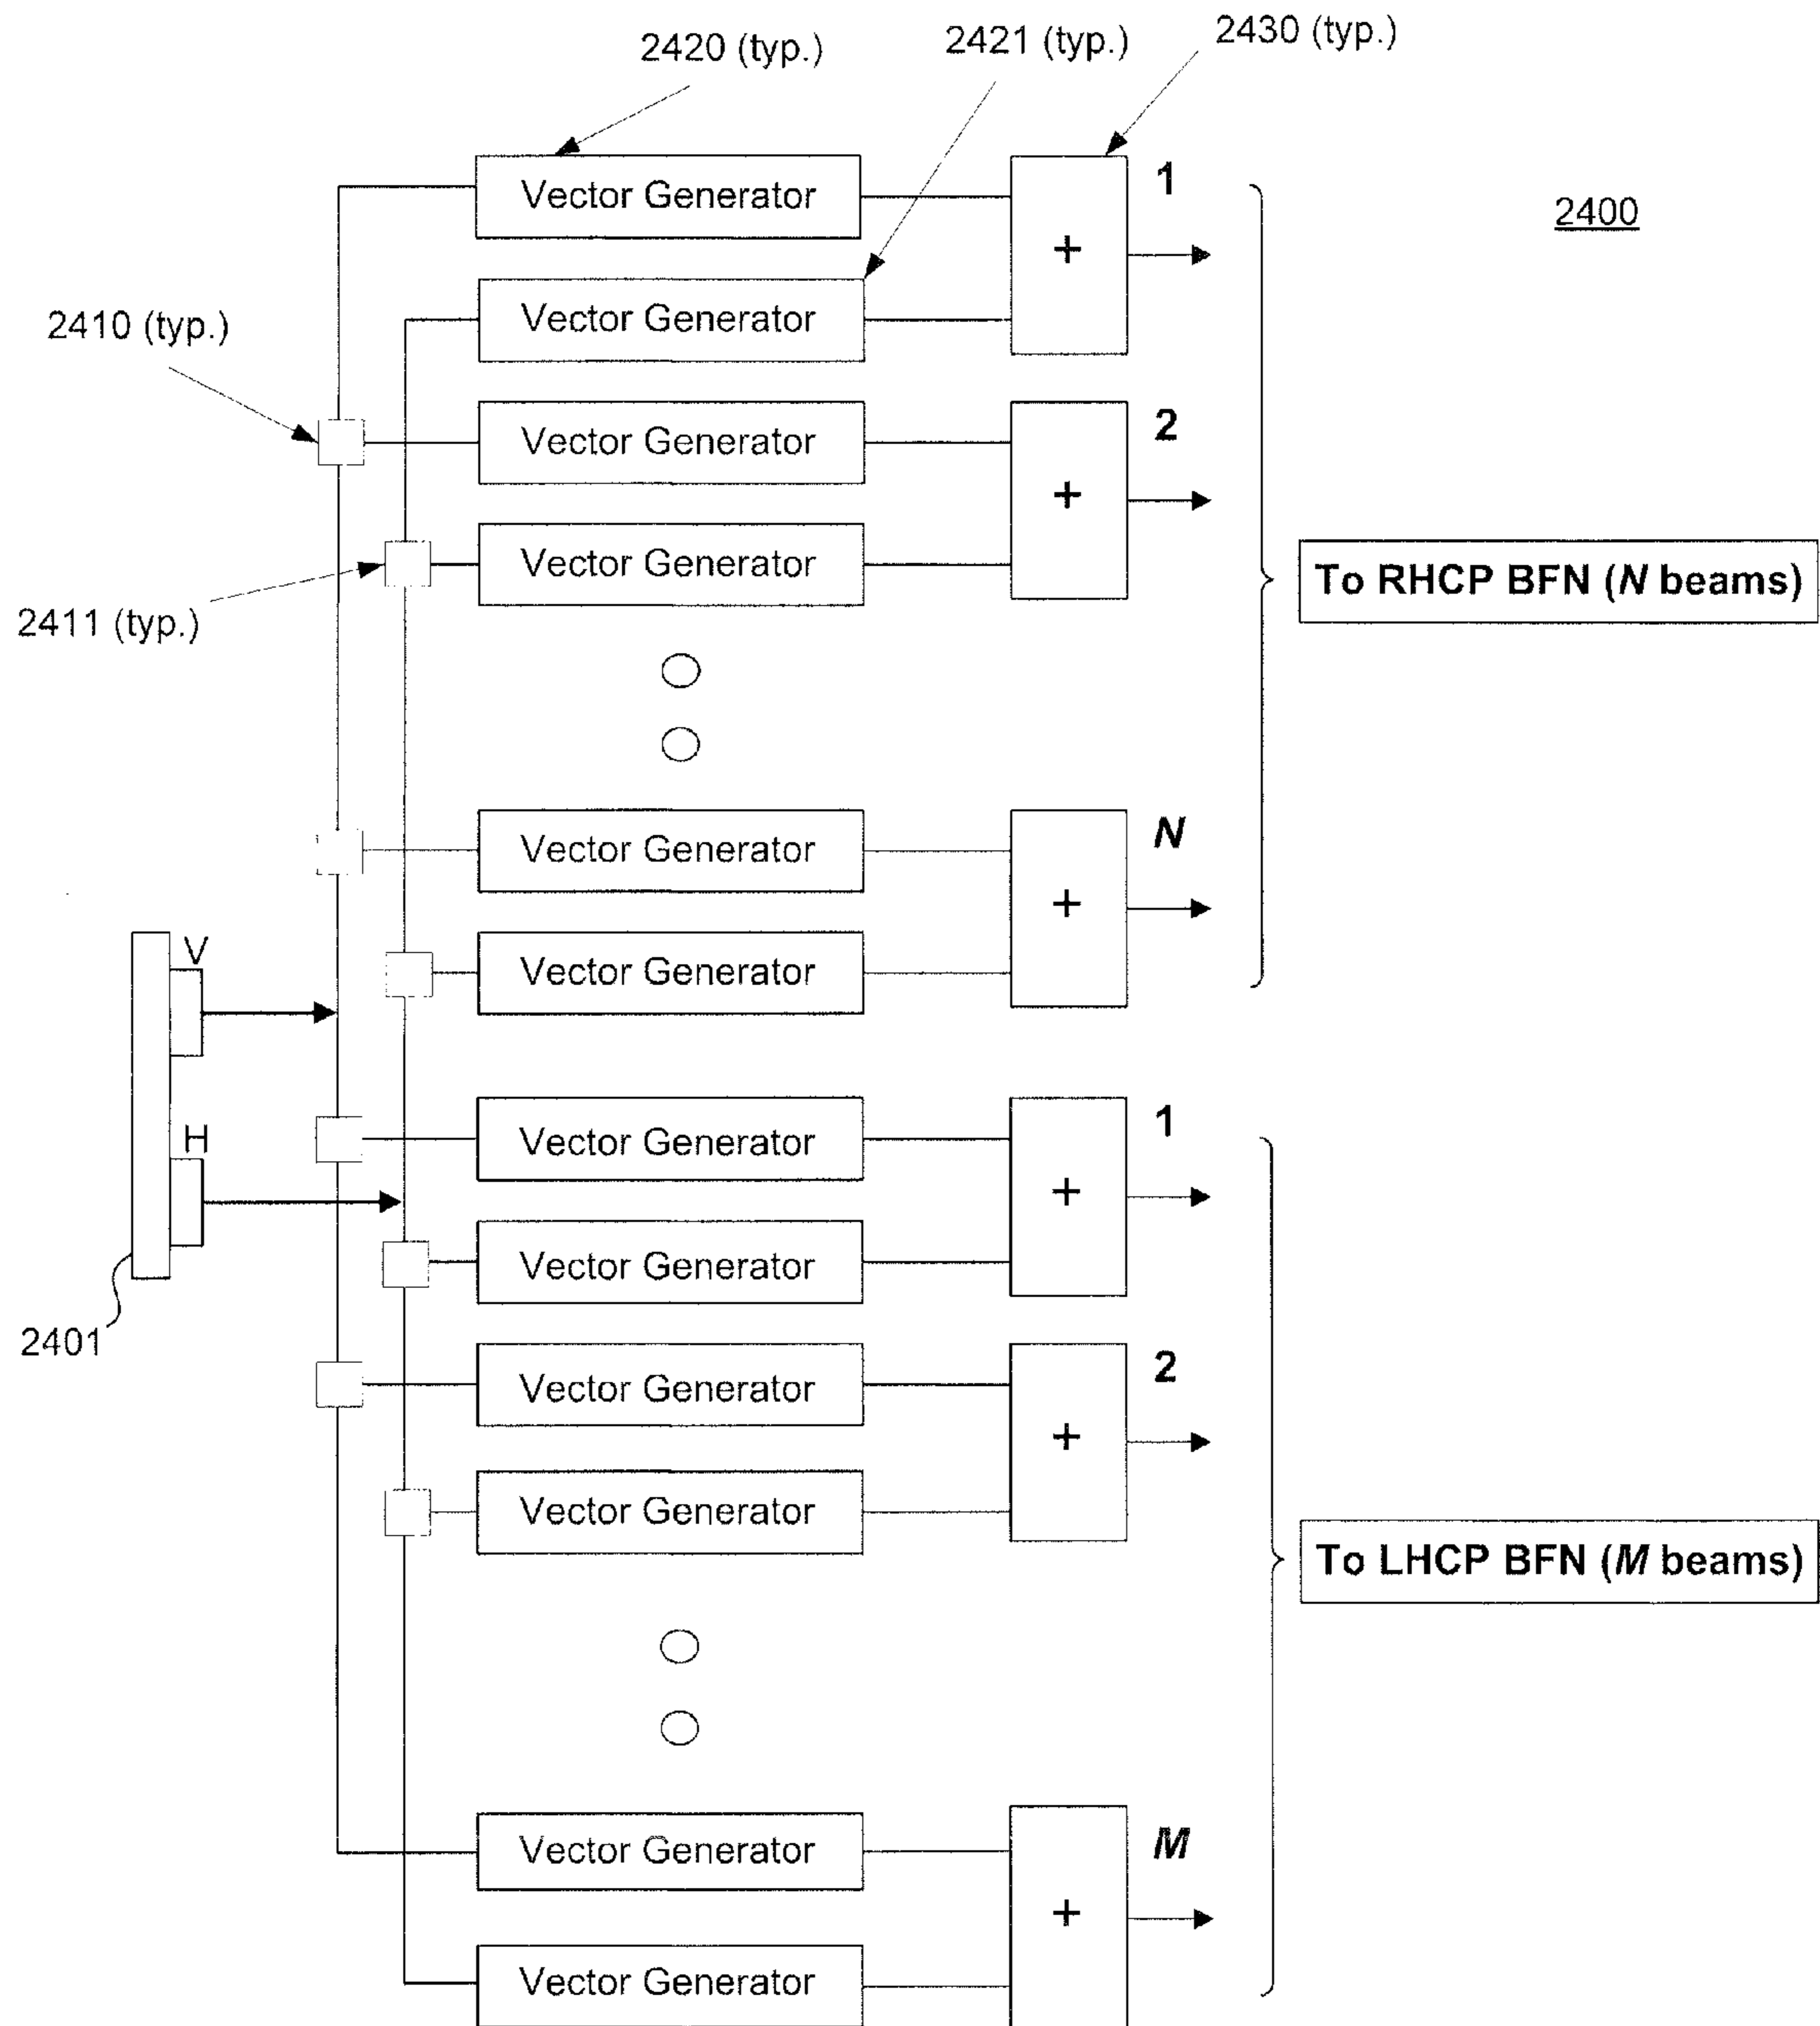 2420 (typ.)
2421 (typ.)
2430 (typ.)
2400
Vector Generator
1
+
Vector Generator
2410 (typ.)
Vector Generator
2
+
Vector Generator
2411 (typ.)
To RHCP BFN (N beams)
Vector Generator
N
+
Vector Generator
V
H
2401
Vector Generator
1
+
Vector Generator
Vector Generator
2
+
Vector Generator
To LHCP BFN (M beams)
Vector Generator
M
+
Vector Generator